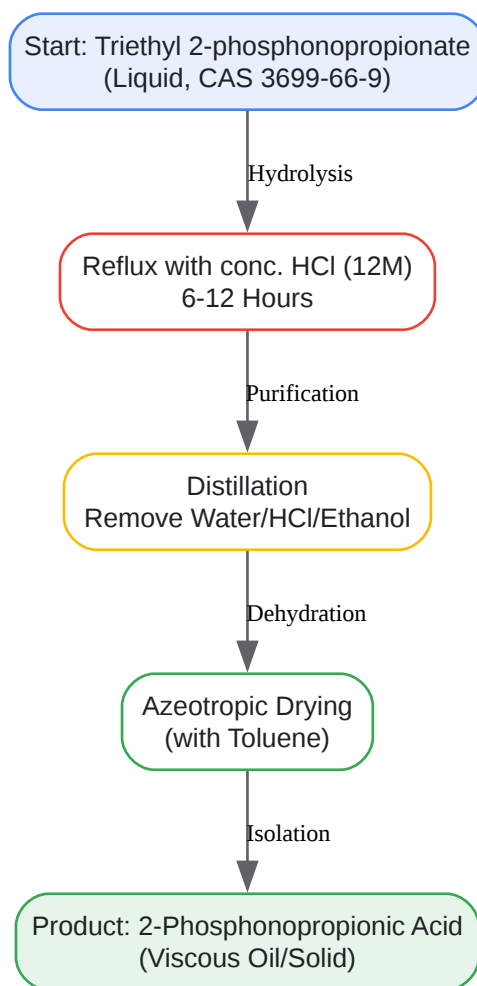 Start: Triethyl 2-phosphonopropionate
(Liquid, CAS 3699-66-9)
Hydrolysis
Reflux with conc. HCl (12M)
6-12 Hours
Purification
Distillation
Remove Water/HCl/Ethanol
Dehydration
Azeotropic Drying
(with Toluene)
Isolation
Product: 2-Phosphonopropionic Acid
(Viscous Oil/Solid)